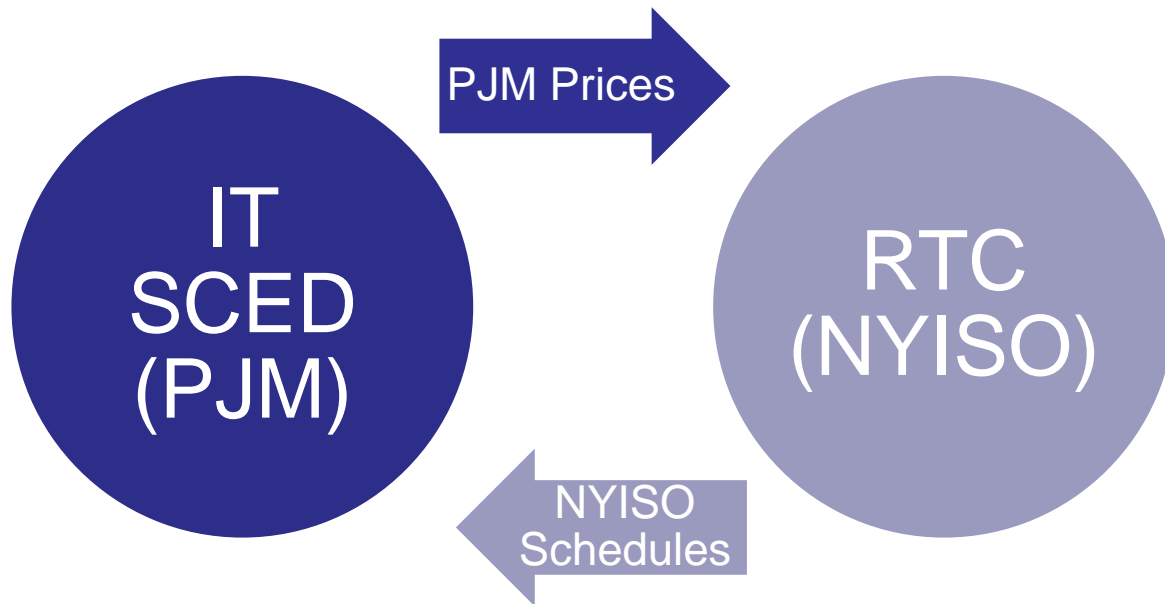 PJM Prices
IT
SCED
(PJM)
RTC
(NYISO)
NYISO
Schedules